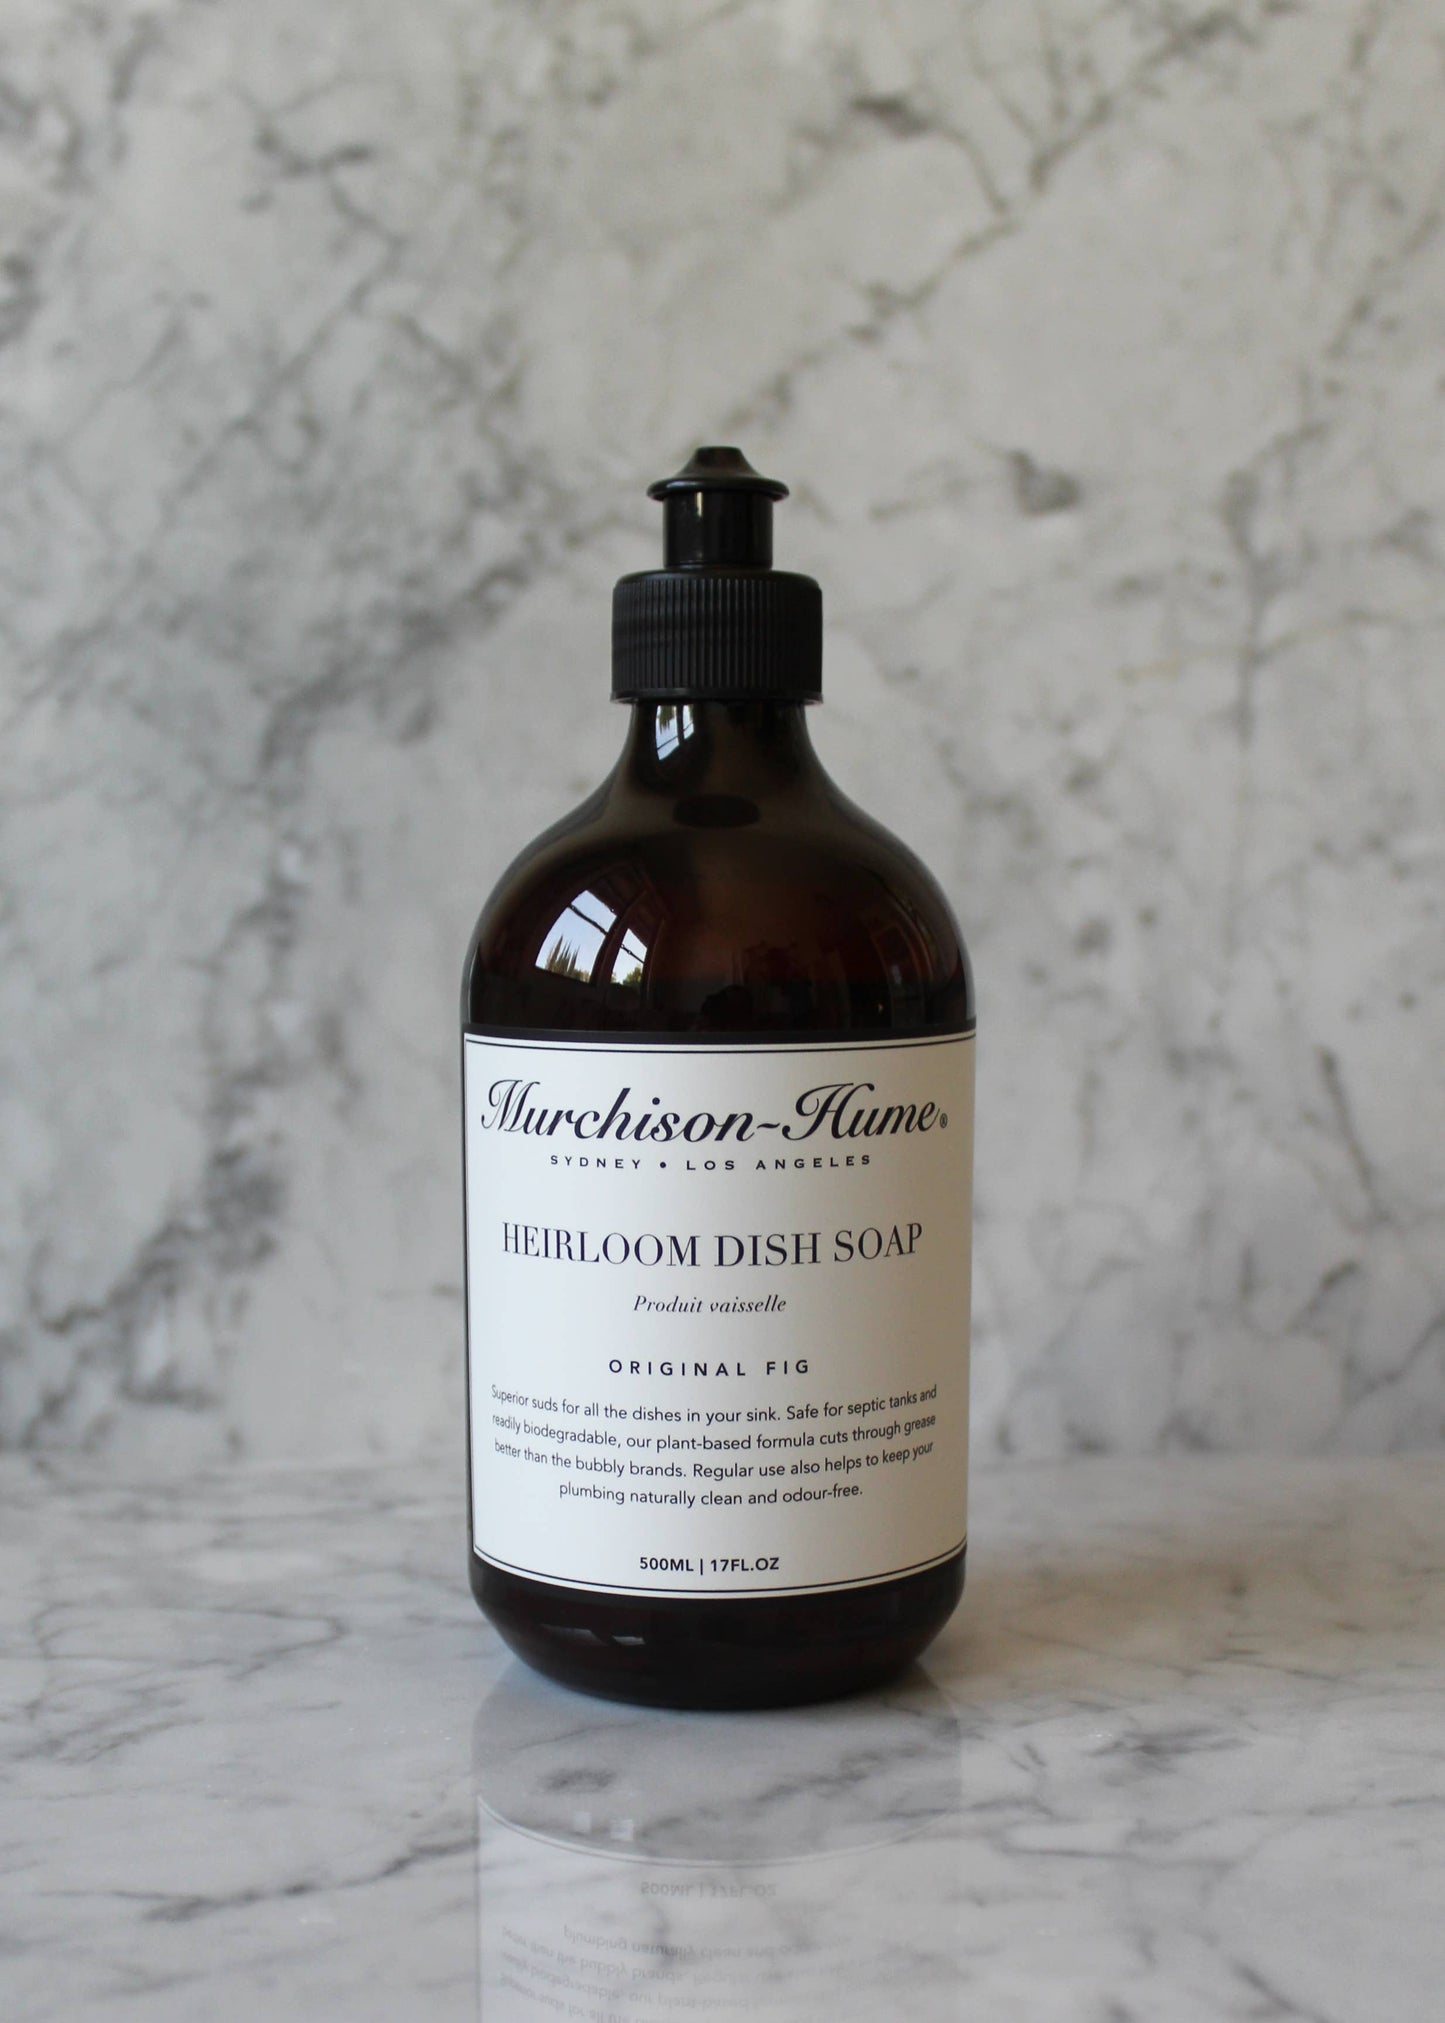 Murchison-Hume®
SYDNEY • LOS ANGELES
HEIRLOOM DISH SOAP
Produit vaisselle
ORIGINAL FIG
Superior suds for all the dishes in your sink. Safe for septic tanks and
readily biodegradable, our plant-based formula cuts through grease
better than the bubbly brands. Regular use also helps to keep your
plumbing naturally clean and odour-free.
500ML | 17FL.OZ